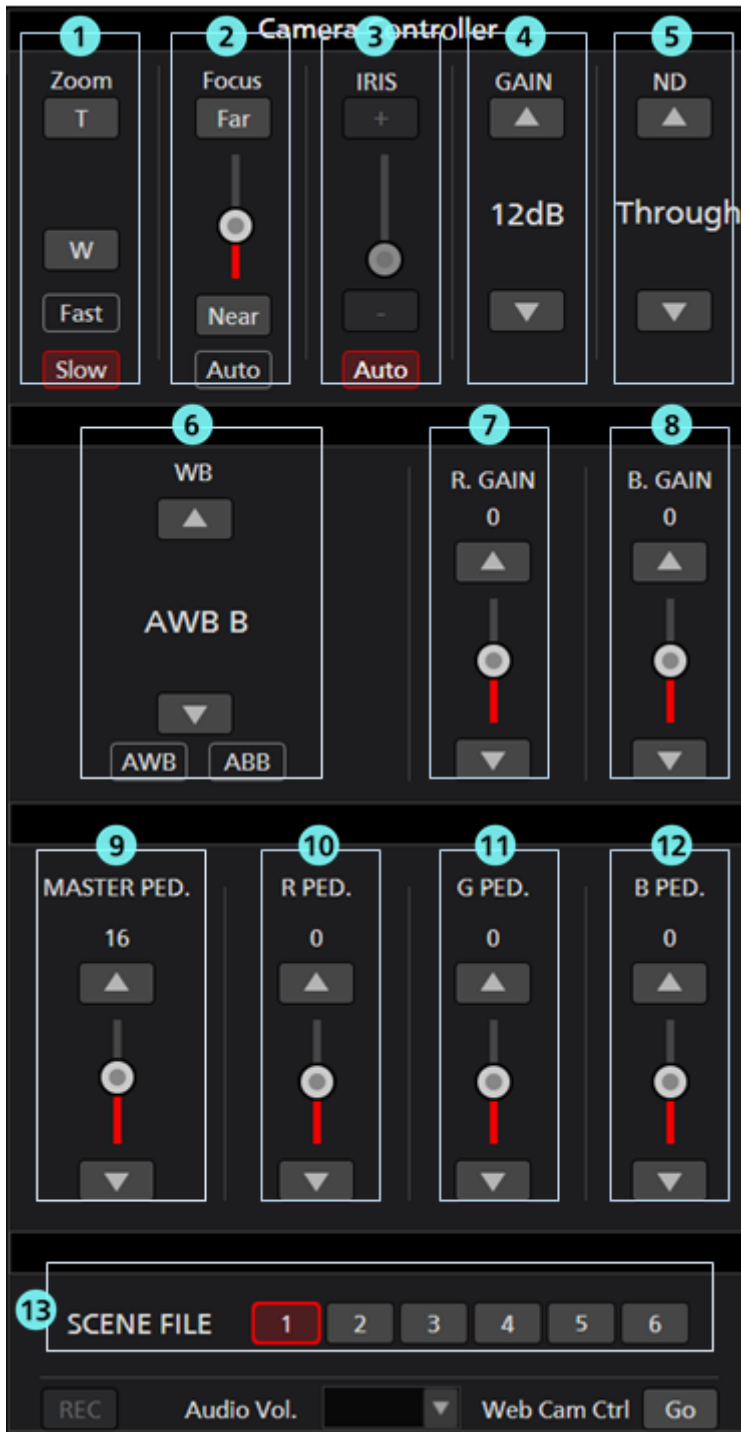 Camera Controller
1 2 3 4 5
Zoom Focus IRIS GAIN ND
T Far +
12dB Through
W
Fast Near -
Slow Auto Auto
6 7 8
WB R. GAIN B. GAIN
0 0
AWB B
AWB ABB
9 10 11 12
MASTER PED. R PED. G PED. B PED.
16 0 0 0
13
SCENE FILE 1 2 3 4 5 6
REC Audio Vol. Web Cam Ctrl Go